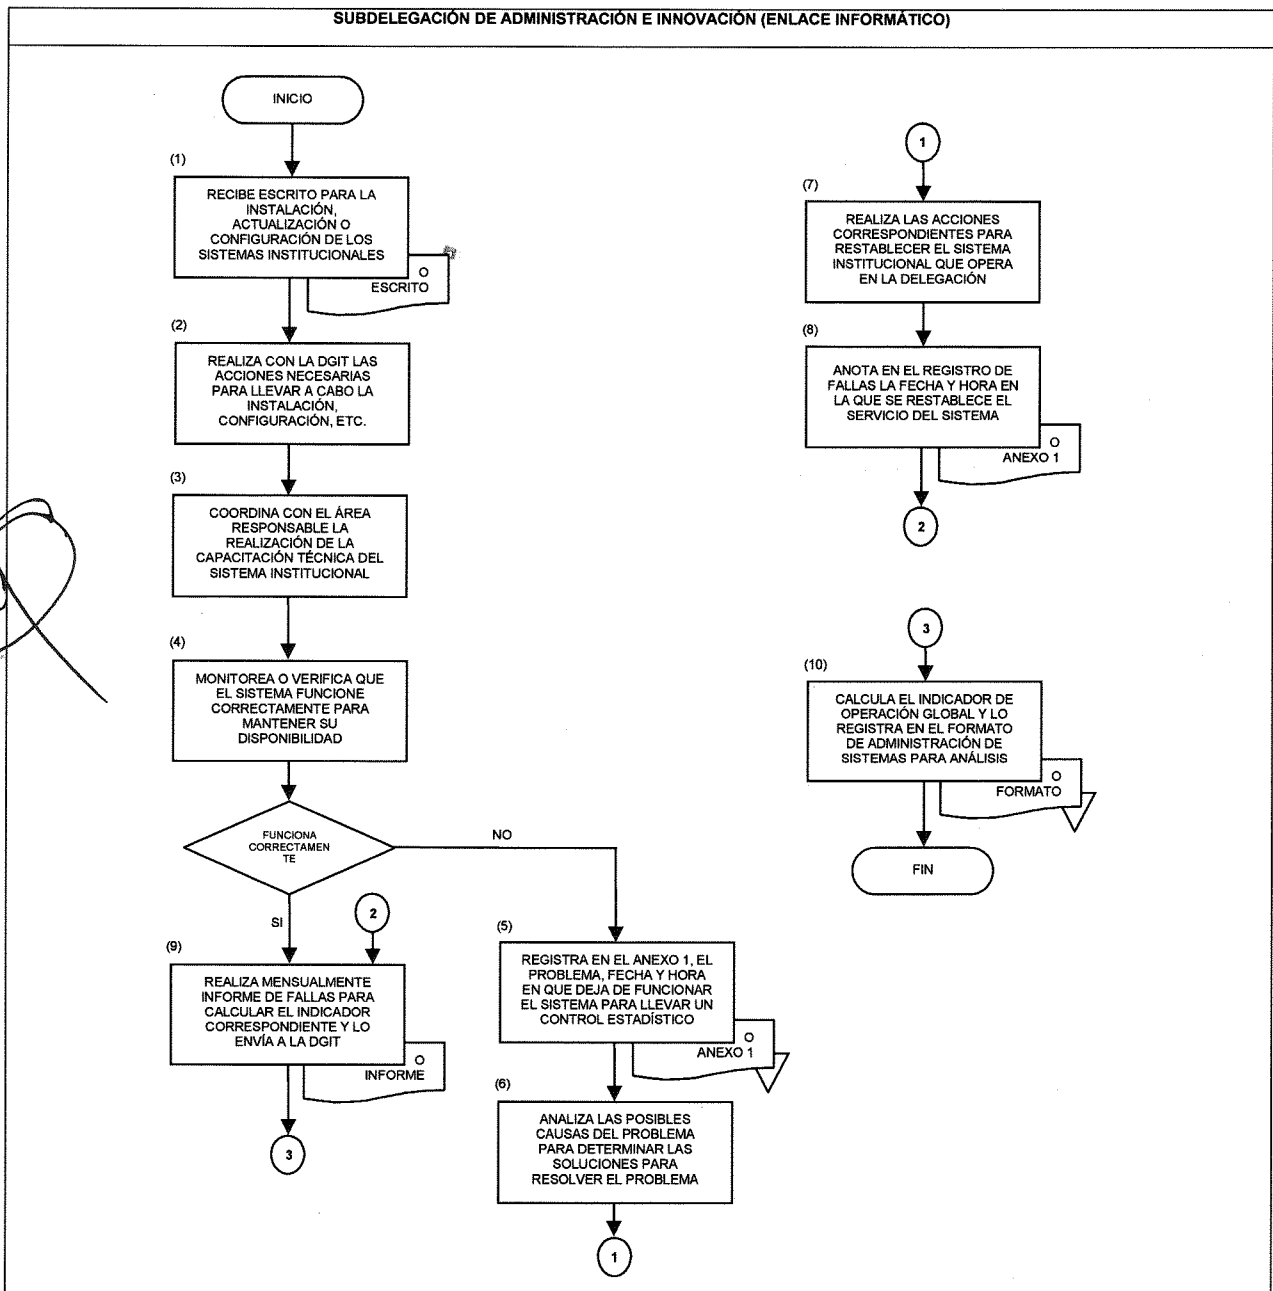 SUBDELEGACIÓN DE ADMINISTRACIÓN E INNOVACIÓN (ENLACE INFORMÁTICO)
INICIO
(1)
RECIBE ESCRITO PARA LA
INSTALACIÓN,
ACTUALIZACIÓN O
CONFIGURACIÓN DE LOS
SISTEMAS INSTITUCIONALES
O
ESCRITO
(2)
REALIZA CON LA DGIT LAS
ACCIONES NECESARIAS
PARA LLEVAR A CABO LA
INSTALACIÓN,
CONFIGURACIÓN, ETC.
(3)
COORDINA CON EL ÁREA
RESPONSABLE LA
REALIZACIÓN DE LA
CAPACITACIÓN TÉCNICA DEL
SISTEMA INSTITUCIONAL
(4)
MONITOREA O VERIFICA QUE
EL SISTEMA FUNCIONE
CORRECTAMENTE PARA
MANTENER SU
DISPONIBILIDAD
FUNCIONA
CORRECTAMEN
TE
NO
SI
2
(9)
REALIZA MENSUALMENTE
INFORME DE FALLAS PARA
CALCULAR EL INDICADOR
CORRESPONDIENTE Y LO
ENVÍA A LA DGIT
O
INFORME
3
(5)
REGISTRA EN EL ANEXO 1, EL
PROBLEMA, FECHA Y HORA
EN QUE DEJA DE FUNCIONAR
EL SISTEMA PARA LLEVAR UN
CONTROL ESTADÍSTICO
O
ANEXO 1
(6)
ANALIZA LAS POSIBLES
CAUSAS DEL PROBLEMA
PARA DETERMINAR LAS
SOLUCIONES PARA
RESOLVER EL PROBLEMA
1
1
(7)
REALIZA LAS ACCIONES
CORRESPONDIENTES PARA
RESTABLECER EL SISTEMA
INSTITUCIONAL QUE OPERA
EN LA DELEGACIÓN
(8)
ANOTA EN EL REGISTRO DE
FALLAS LA FECHA Y HORA EN
LA QUE SE RESTABLECE EL
SERVICIO DEL SISTEMA
O
ANEXO 1
2
3
(10)
CALCULA EL INDICADOR DE
OPERACIÓN GLOBAL Y LO
REGISTRA EN EL FORMATO
DE ADMINISTRACIÓN DE
SISTEMAS PARA ANÁLISIS
O
FORMATO
FIN